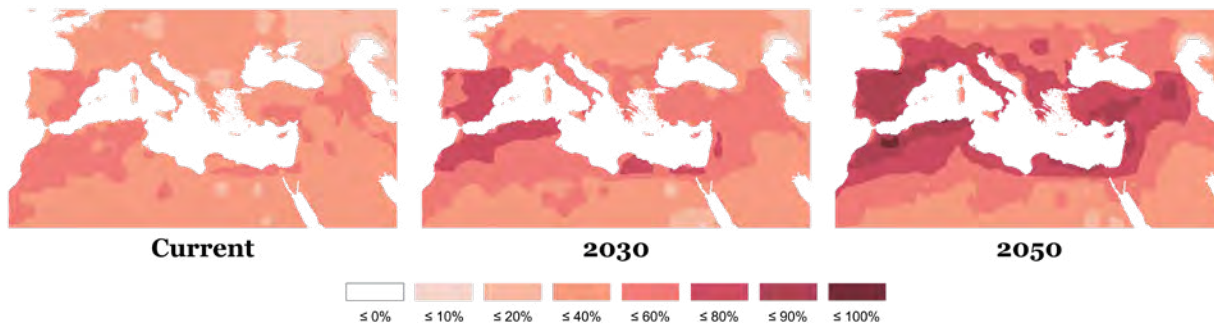 Current 2030 2050
≤ 0% ≤ 10% ≤ 20% ≤ 40% ≤ 60% ≤ 80% ≤ 90% ≤ 100%